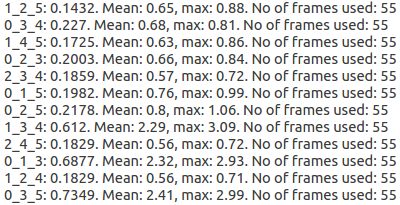 1_2_5: 0.1432. Mean: 0.65, max: 0.88. No of frames used: 55
0_3_4: 0.227. Mean: 0.68, max: 0.81. No of frames used: 55
1_4_5: 0.1725. Mean: 0.63, max: 0.86. No of frames used: 55
0_2_3: 0.2003. Mean: 0.66, max: 0.84. No of frames used: 55
2_3_4: 0.1859. Mean: 0.57, max: 0.72. No of frames used: 55
0_1_5: 0.1982. Mean: 0.76, max: 0.99. No of frames used: 55
0_2_5: 0.2178. Mean: 0.8, max: 1.06. No of frames used: 55
1_3_4: 0.612. Mean: 2.29, max: 3.09. No of frames used: 55
2_4_5: 0.1829. Mean: 0.56, max: 0.72. No of frames used: 55
0_1_3: 0.6877. Mean: 2.32, max: 2.93. No of frames used: 55
1_2_4: 0.1829. Mean: 0.56, max: 0.71. No of frames used: 55
0_3_5: 0.7349. Mean: 2.41, max: 2.99. No of frames used: 55